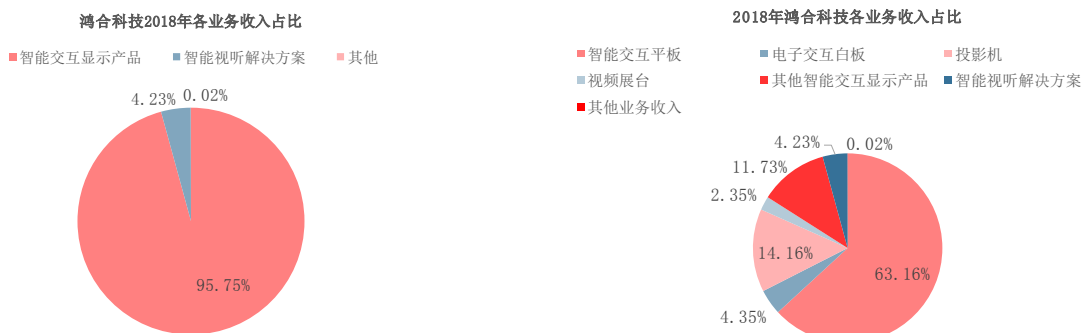 鸿合科技2018年各业务收入占比
智能交互显示产品 智能视听解决方案 其他
4.23% 0.02%
95.75%
2018年鸿合科技各业务收入占比
智能交互平板 电子交互白板 投影机
视频展台 其他智能交互显示产品 智能视听解决方案
其他业务收入
4.23% 0.02%
11.73%
2.35%
14.16%
63.16%
4.35%